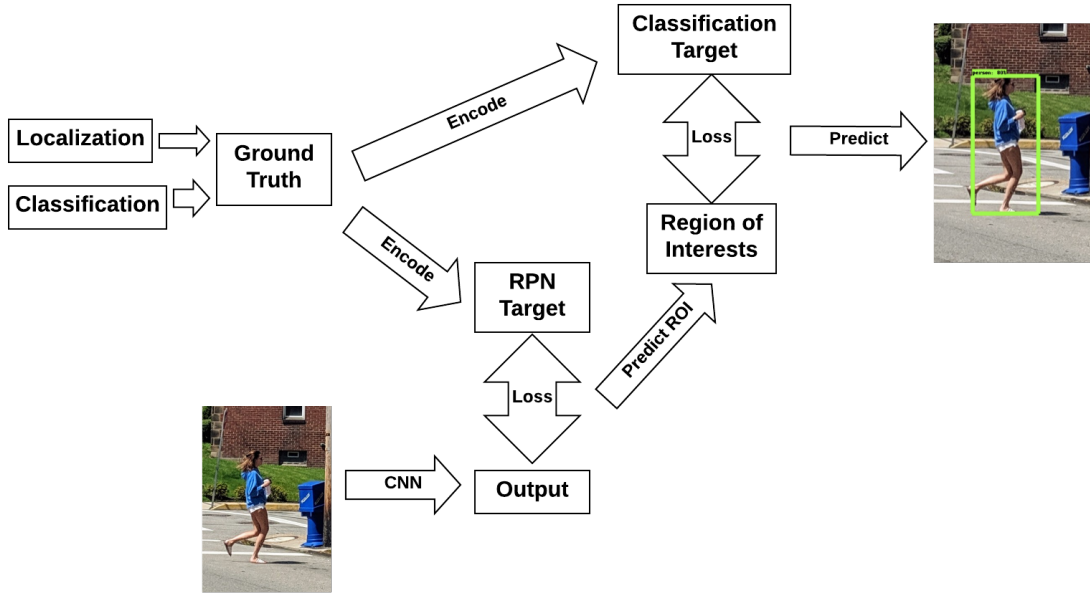 Classification
Target
Encode
Localization
Ground
Truth
Loss
Predict
Classification
Region of
Interests
Encode
RPN
Target
Predict ROI
Loss
CNN
Output